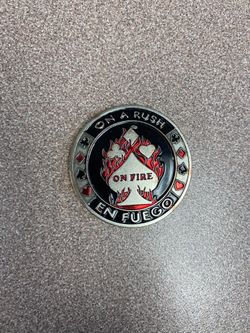 ON A RUSH
ON FIRE
EN FUEGO